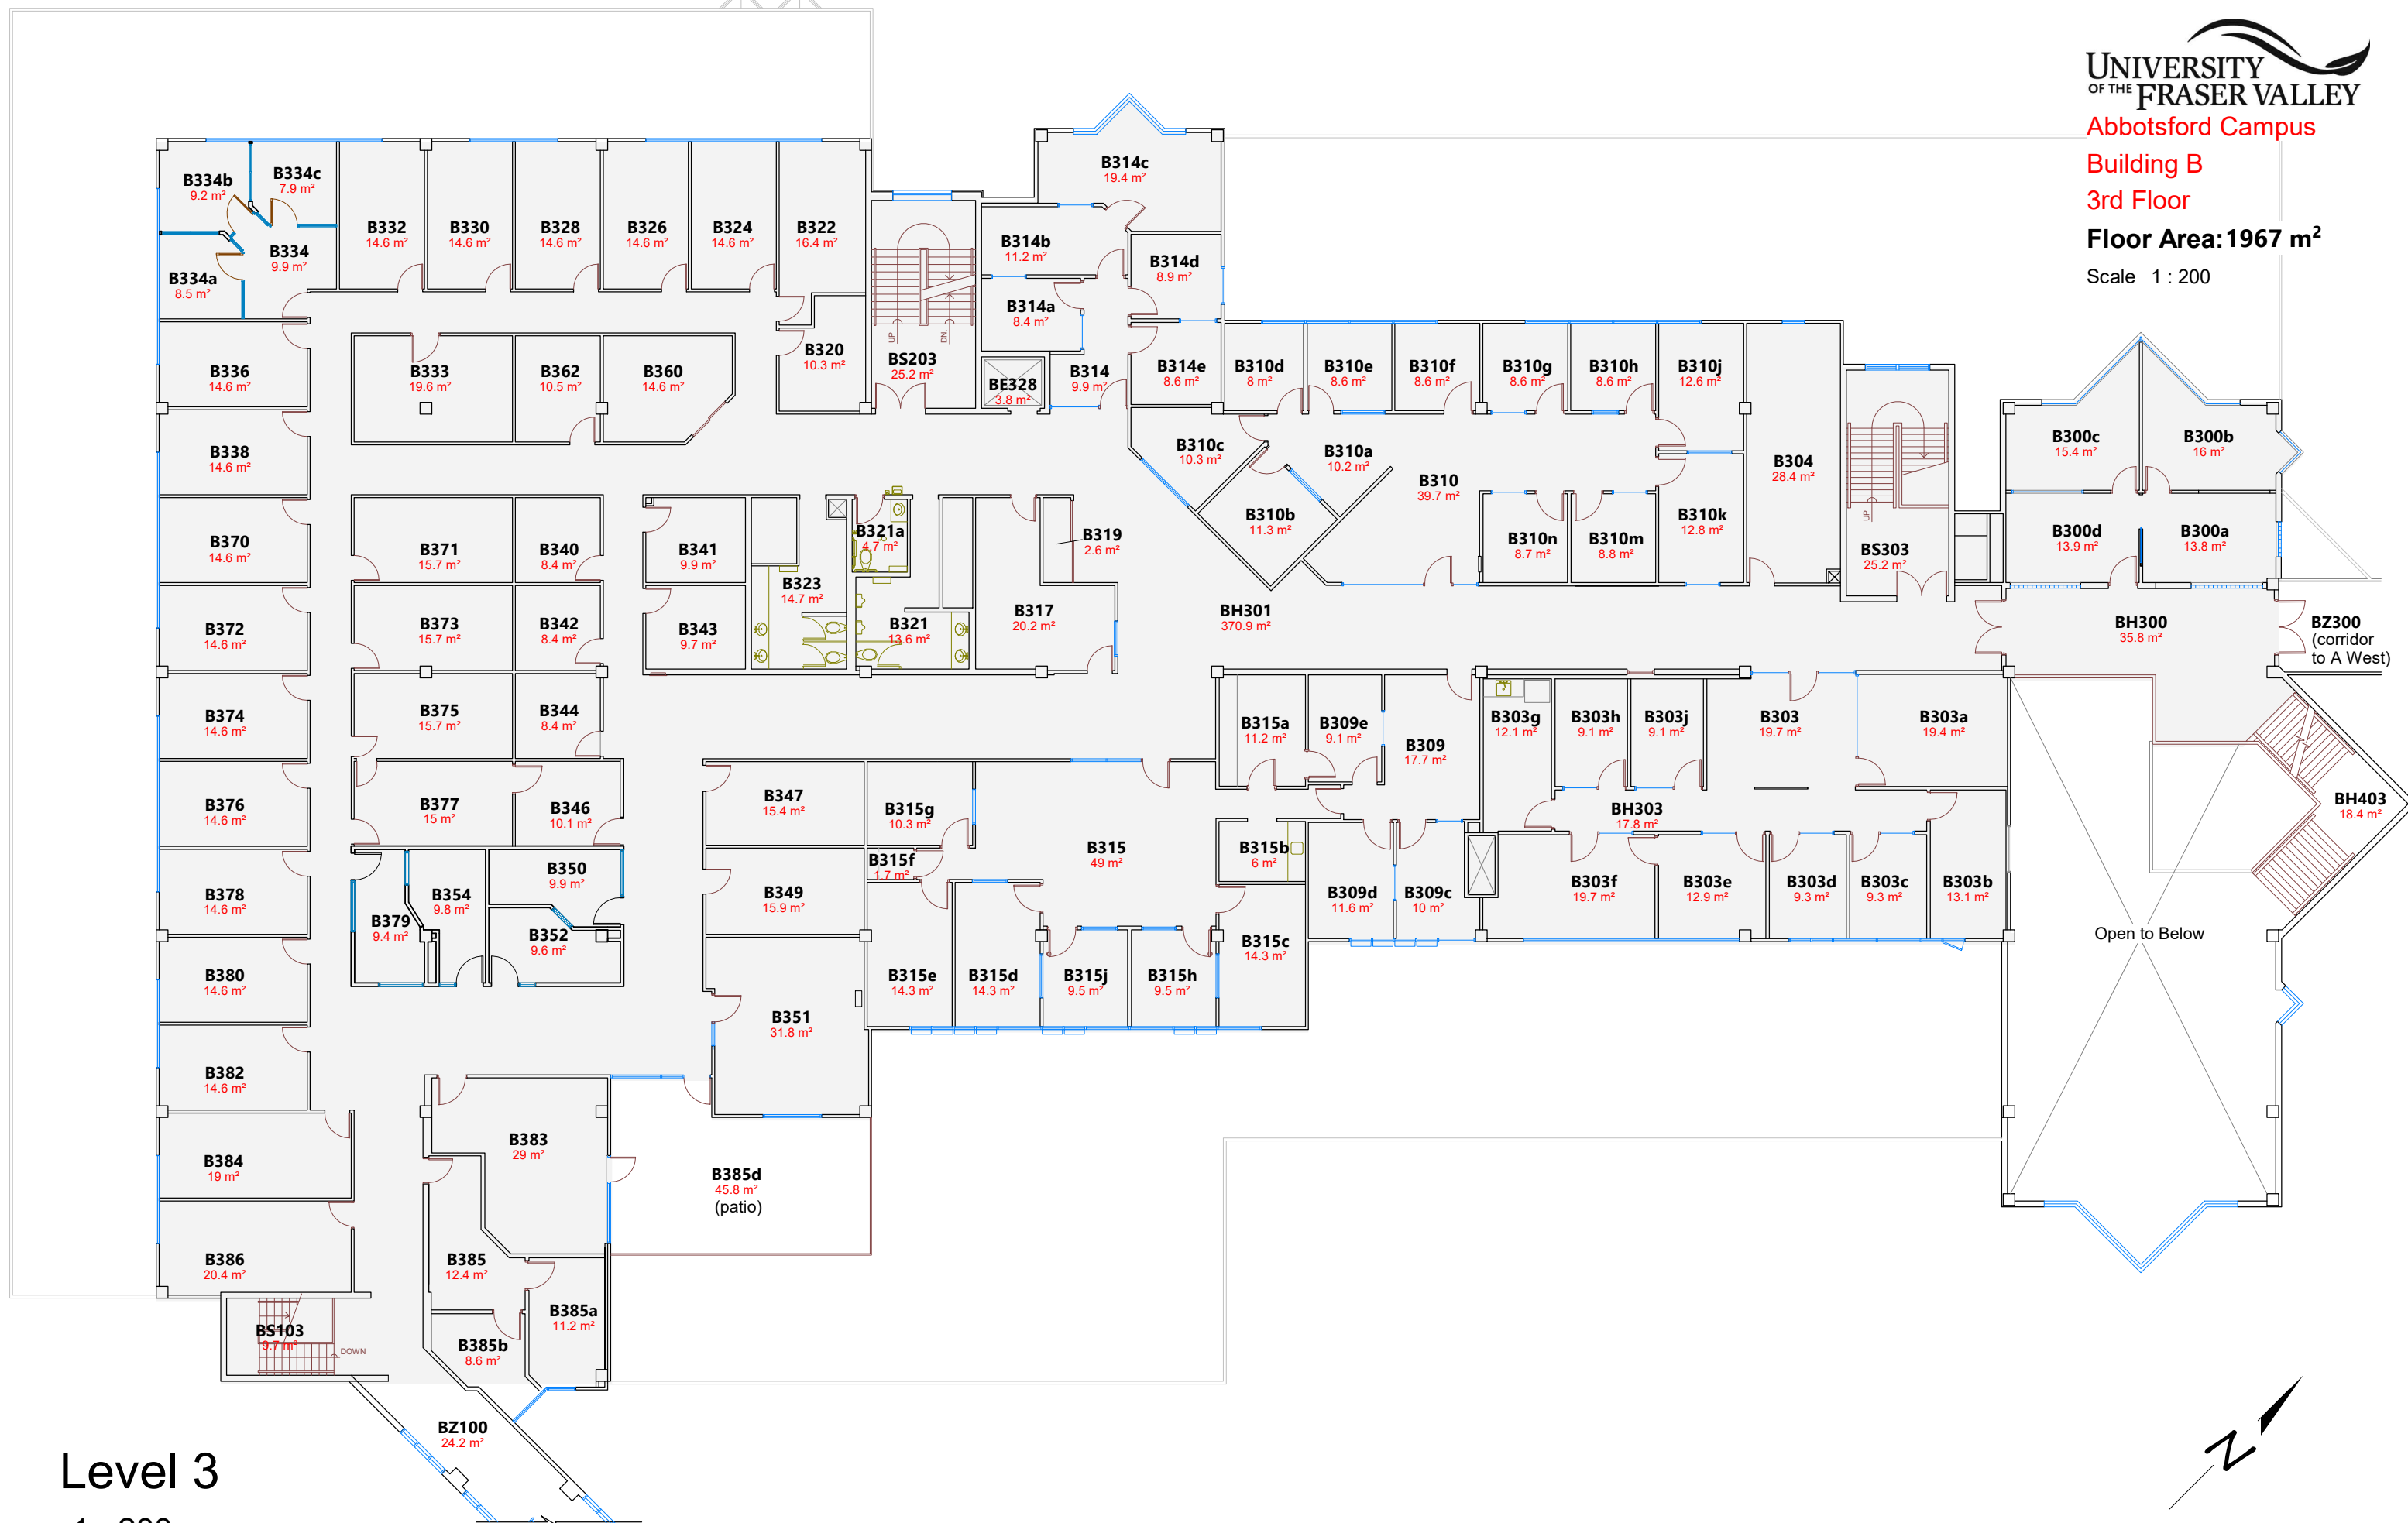 UNIVERSITY
OF THE
FRASER VALLEY
Abbotsford Campus
Building B
3rd Floor
Floor Area:1967 m²
Scale 1 : 200
B334b
9.2 m²
B334c
7.9 m²
B334
9.9 m²
B334a
8.5 m²
B332
14.6 m²
B330
14.6 m²
B328
14.6 m²
B326
14.6 m²
B324
14.6 m²
B322
16.4 m²
B320
10.3 m²
UP
DN.
BS203
25.2 m²
BE328
3.8 m²
B314c
19.4 m²
B314b
11.2 m²
B314d
8.9 m²
B314a
8.4 m²
B314
9.9 m²
B314e
8.6 m²
B310d
8 m²
B310e
8.6 m²
B310f
8.6 m²
B310g
8.6 m²
B310h
8.6 m²
B310j
12.6 m²
B336
14.6 m²
B333
19.6 m²
B362
10.5 m²
B360
14.6 m²
B338
14.6 m²
B310c
10.3 m²
B310a
10.2 m²
B310
39.7 m²
B304
28.4 m²
B300c
15.4 m²
B300b
16 m²
B310b
11.3 m²
B310n
8.7 m²
B310m
8.8 m²
B310k
12.8 m²
UP
BS303
25.2 m²
B300d
13.9 m²
B300a
13.8 m²
B370
14.6 m²
B371
15.7 m²
B340
8.4 m²
B341
9.9 m²
B321a
4.7 m²
B319
2.6 m²
B323
14.7 m²
B372
14.6 m²
B373
15.7 m²
B342
8.4 m²
B343
9.7 m²
B321
13.6 m²
B317
20.2 m²
BH301
370.9 m²
BH300
35.8 m²
BZ300
(corridor
to A West)
B374
14.6 m²
B375
15.7 m²
B344
8.4 m²
B315a
11.2 m²
B309e
9.1 m²
B309
17.7 m²
B303g
12.1 m²
B303h
9.1 m²
B303j
9.1 m²
B303
19.7 m²
B303a
19.4 m²
B376
14.6 m²
B377
15 m²
B346
10.1 m²
B347
15.4 m²
B315g
10.3 m²
BH303
17.8 m²
BH403
18.4 m²
B315
49 m²
B315b
6 m²
B315f
1.7 m²
B378
14.6 m²
B379
9.4 m²
B354
9.8 m²
B350
9.9 m²
B352
9.6 m²
B349
15.9 m²
B309d
11.6 m²
B309c
10 m²
B303f
19.7 m²
B303e
12.9 m²
B303d
9.3 m²
B303c
9.3 m²
B303b
13.1 m²
Open to Below
B380
14.6 m²
B315e
14.3 m²
B315d
14.3 m²
B315j
9.5 m²
B315h
9.5 m²
B315c
14.3 m²
B351
31.8 m²
B382
14.6 m²
B384
19 m²
B383
29 m²
B385d
45.8 m²
(patio)
B386
20.4 m²
B385
12.4 m²
B385a
11.2 m²
BS103
9.7 m²
DOWN
B385b
8.6 m²
BZ100
24.2 m²
N
Level 3